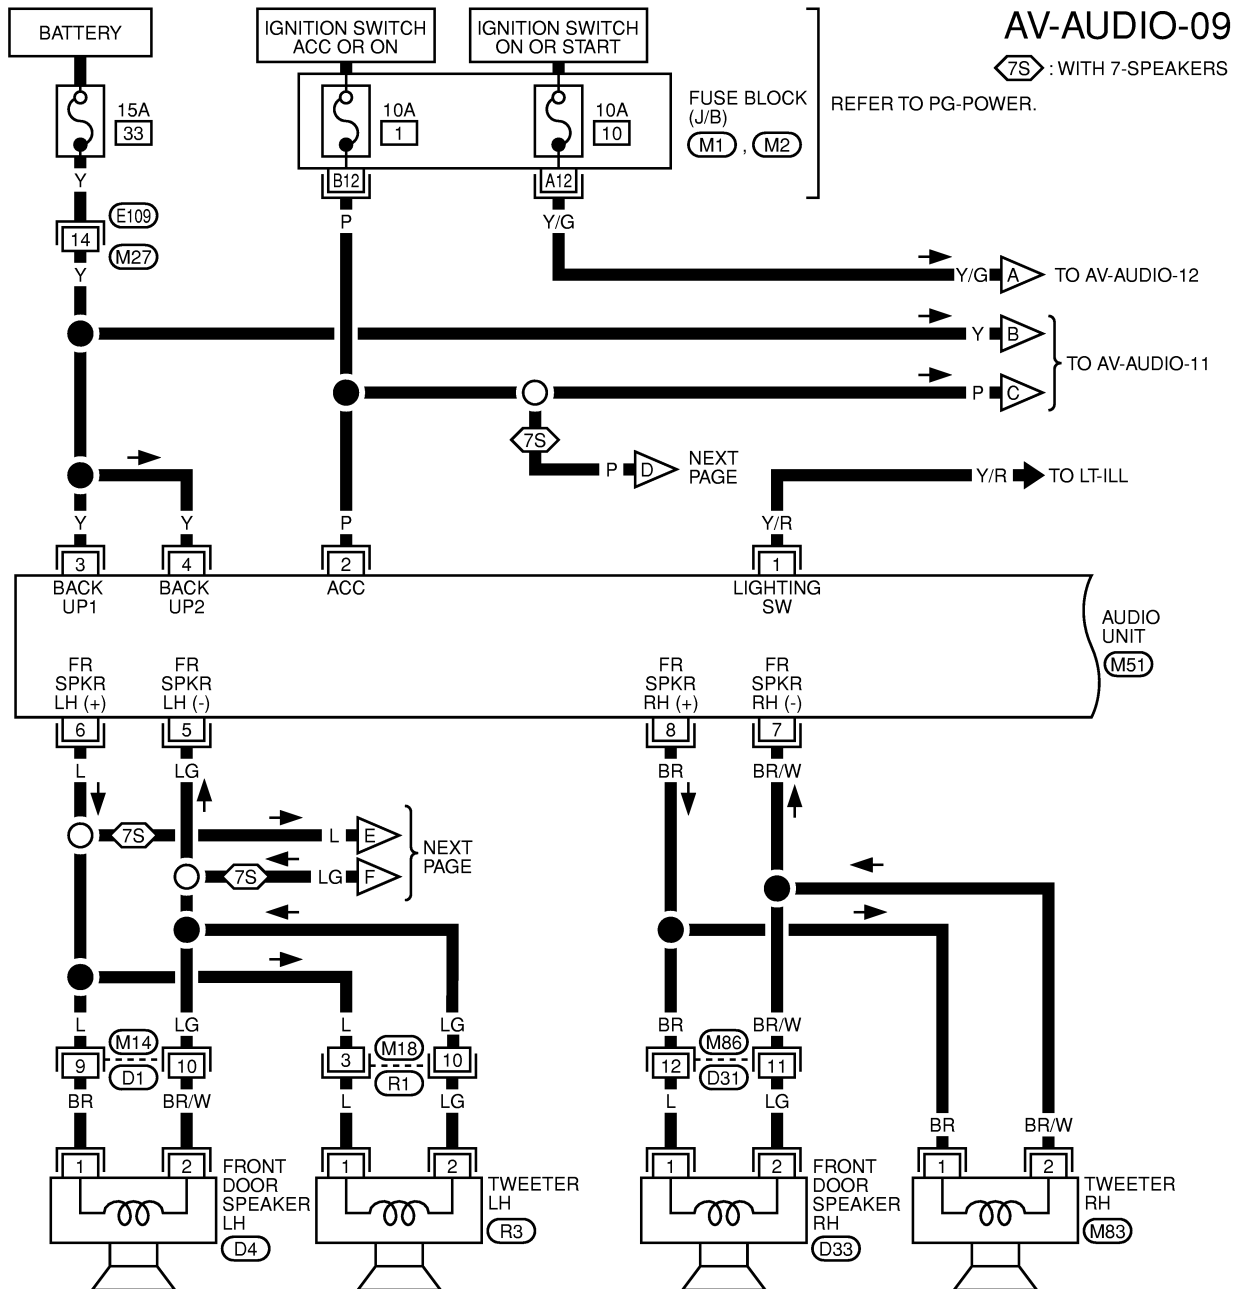 AV-AUDIO-09
7S : WITH 7-SPEAKERS
BATTERY
IGNITION SWITCH
ACC OR ON
IGNITION SWITCH
ON OR START
15A
33
10A
1
10A
10
FUSE BLOCK
(J/B)
M1 , M2
REFER TO PG-POWER.
Y
B12
A12
E109
14
M27
P
Y/G
Y
Y/G
A
TO AV-AUDIO-12
Y
B
TO AV-AUDIO-11
P
C
7S
P
D
NEXT
PAGE
Y/R
TO LT-ILL
Y
Y
P
Y/R
3
4
2
1
BACK
UP1
BACK
UP2
ACC
LIGHTING
SW
AUDIO
UNIT
M51
FR
SPKR
LH (+)
FR
SPKR
LH (-)
FR
SPKR
RH (+)
FR
SPKR
RH (-)
6
5
8
7
L
LG
BR
BR/W
7S
L
E
7S
LG
F
NEXT
PAGE
L
LG
L
LG
BR
BR/W
9
M14
D1
10
3
M18
R1
10
12
M86
D31
11
BR
BR/W
L
LG
L
LG
BR
BR/W
1
2
FRONT
DOOR
SPEAKER
LH
D4
1
2
TWEETER
LH
R3
1
2
FRONT
DOOR
SPEAKER
RH
D33
1
2
TWEETER
RH
M83